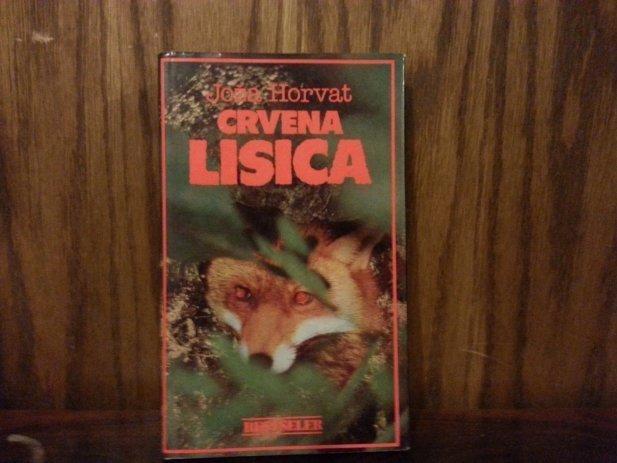 Joža Horvat
CRVENA
LISICA
BESTSELER